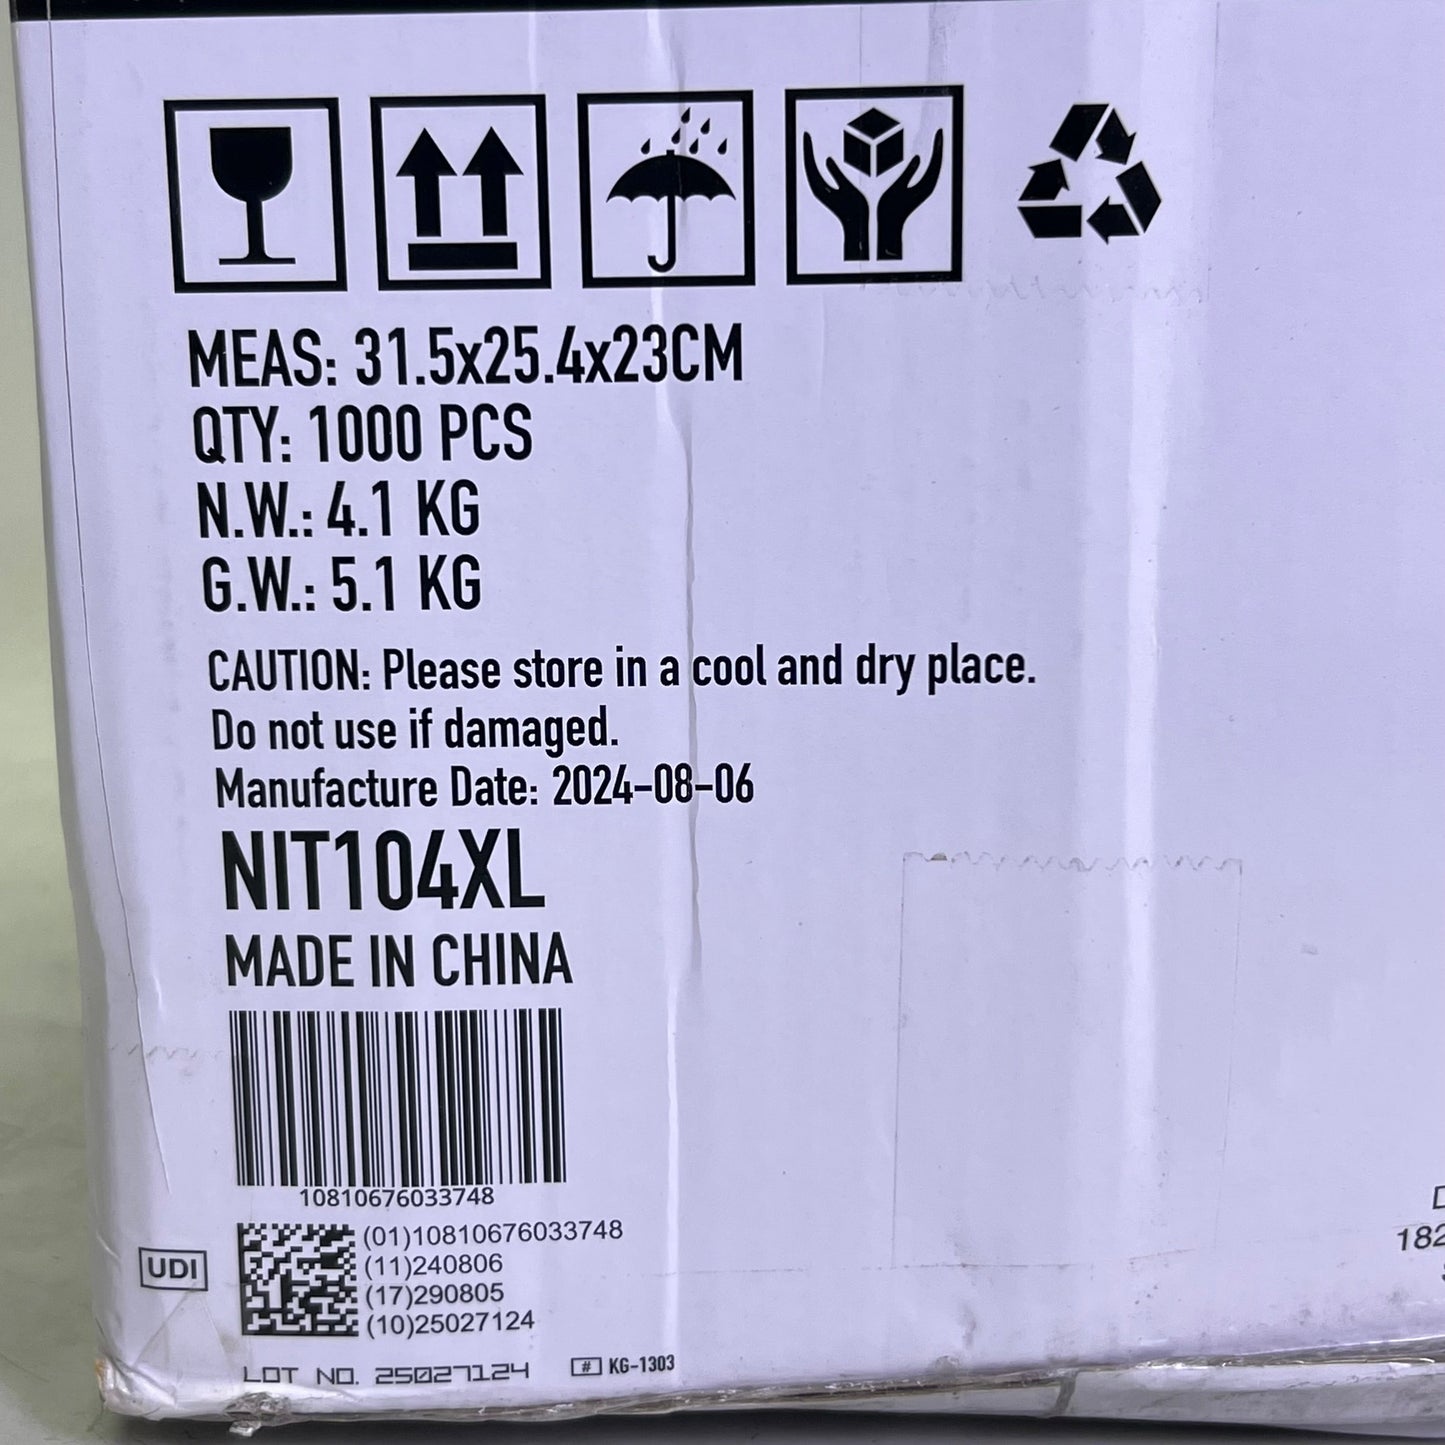 MEAS: 31.5x25.4x23CM
QTY: 1000 PCS
N.W.: 4.1 KG
G.W.: 5.1 KG
CAUTION: Please store in a cool and dry place.
Do not use if damaged.
Manufacture Date: 2024-08-06
NIT104XL
MADE IN CHINA
10810676033748
UDI
(01)10810676033748
(11)240806
(17)290805
(10)25027124
LOT NO. 25027124
# KG-1303
182